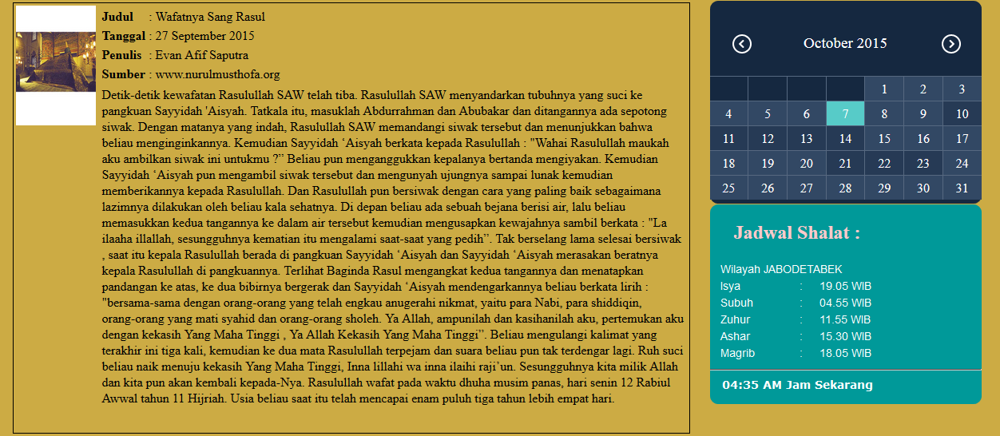 Judul : Wafatnya Sang Rasul
Tanggal : 27 September 2015
Penulis : Evan Afif Saputra
Sumber : www.nurulmusthofa.org
Detik-detik kewafatan Rasulullah SAW telah tiba. Rasulullah SAW menyandarkan tubuhnya yang suci ke
pangkuan Sayyidah 'Aisyah. Tatkala itu, masuklah Abdurrahman dan Abubakar dan ditangannya ada sepotong
siwak. Dengan matanya yang indah, Rasulullah SAW memandangi siwak tersebut dan menunjukkan bahwa
beliau menginginkannya. Kemudian Sayyidah ‘Aisyah berkata kepada Rasulullah : "Wahai Rasulullah maukah
aku ambilkan siwak ini untukmu ?” Beliau pun menganggukkan kepalanya bertanda mengiyakan. Kemudian
Sayyidah ‘Aisyah pun mengambil siwak tersebut dan mengunyah ujungnya sampai lunak kemudian
memberikannya kepada Rasulullah. Dan Rasulullah pun bersiwak dengan cara yang paling baik sebagaimana
lazimnya dilakukan oleh beliau kala sehatnya. Di depan beliau ada sebuah bejana berisi air, lalu beliau
memasukkan kedua tangannya ke dalam air tersebut kemudian mengusapkan kewajahnya sambil berkata : "La
ilaaha illallah, sesungguhnya kematian itu mengalami saat-saat yang pedih”. Tak berselang lama selesai bersiwak
, saat itu kepala Rasulullah berada di pangkuan Sayyidah ‘Aisyah dan Sayyidah ‘Aisyah merasakan beratnya
kepala Rasulullah di pangkuannya. Terlihat Baginda Rasul mengangkat kedua tangannya dan menatapkan
pandangan ke atas, ke dua bibirnya bergerak dan Sayyidah ‘Aisyah mendengarkannya beliau berkata lirih :
"bersama-sama dengan orang-orang yang telah engkau anugerahi nikmat, yaitu para Nabi, para shiddiqin,
orang-orang yang mati syahid dan orang-orang sholeh. Ya Allah, ampunilah dan kasihanilah aku, pertemukan aku
dengan kekasih Yang Maha Tinggi , Ya Allah Kekasih Yang Maha Tinggi”. Beliau mengulangi kalimat yang
terakhir ini tiga kali, kemudian ke dua mata Rasulullah terpejam dan suara beliau pun tak terdengar lagi. Ruh suci
beliau naik menuju kekasih Yang Maha Tinggi, Inna lillahi wa inna ilaihi raji’un. Sesungguhnya kita milik Allah
dan kita pun akan kembali kepada-Nya. Rasulullah wafat pada waktu dhuha musim panas, hari senin 12 Rabiul
Awwal tahun 11 Hijriah. Usia beliau saat itu telah mencapai enam puluh tiga tahun lebih empat hari.
October 2015
1 2 3
4 5 6 7 8 9 10
11 12 13 14 15 16 17
18 19 20 21 22 23 24
25 26 27 28 29 30 31
Jadwal Shalat :
Wilayah JABODETABEK
Isya : 19.05 WIB
Subuh : 04.55 WIB
Zuhur : 11.55 WIB
Ashar : 15.30 WIB
Magrib : 18.05 WIB
04:35 AM Jam Sekarang